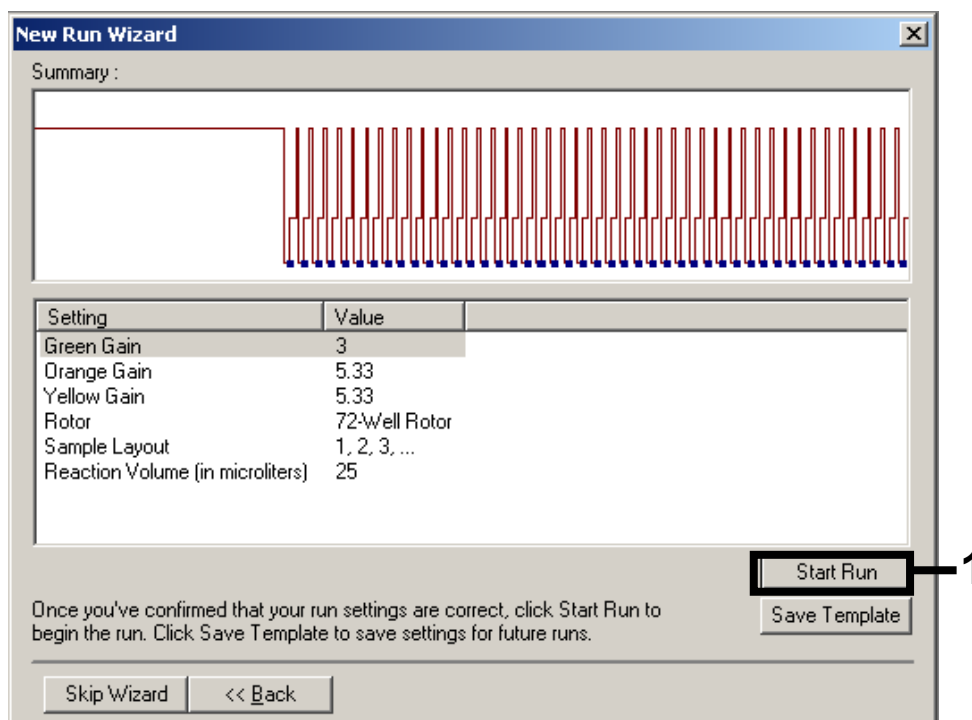 New Run Wizard
Summary :
Setting Value
Green Gain 3
Orange Gain 5.33
Yellow Gain 5.33
Rotor 72-Well Rotor
Sample Layout 1, 2, 3, ...
Reaction Volume (in microliters) 25
Start Run
1
Once you've confirmed that your run settings are correct, click Start Run to
begin the run. Click Save Template to save settings for future runs.
Save Template
Skip Wizard << Back